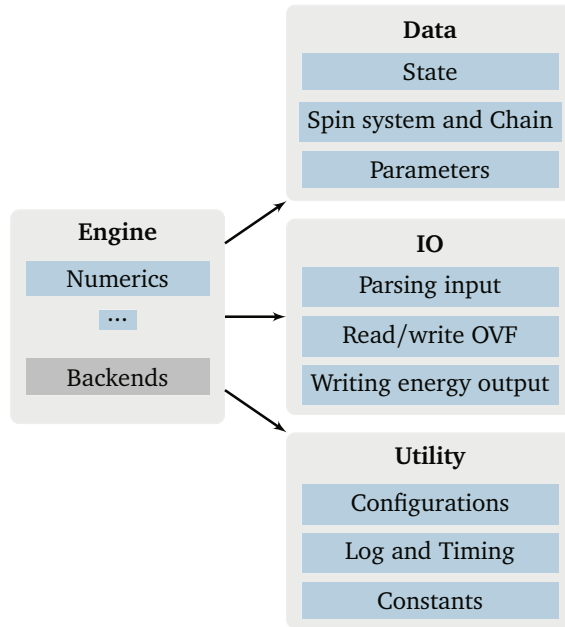 Engine
Numerics
...
Backends
Data
State
Spin system and Chain
Parameters
IO
Parsing input
Read/write OVF
Writing energy output
Utility
Configurations
Log and Timing
Constants